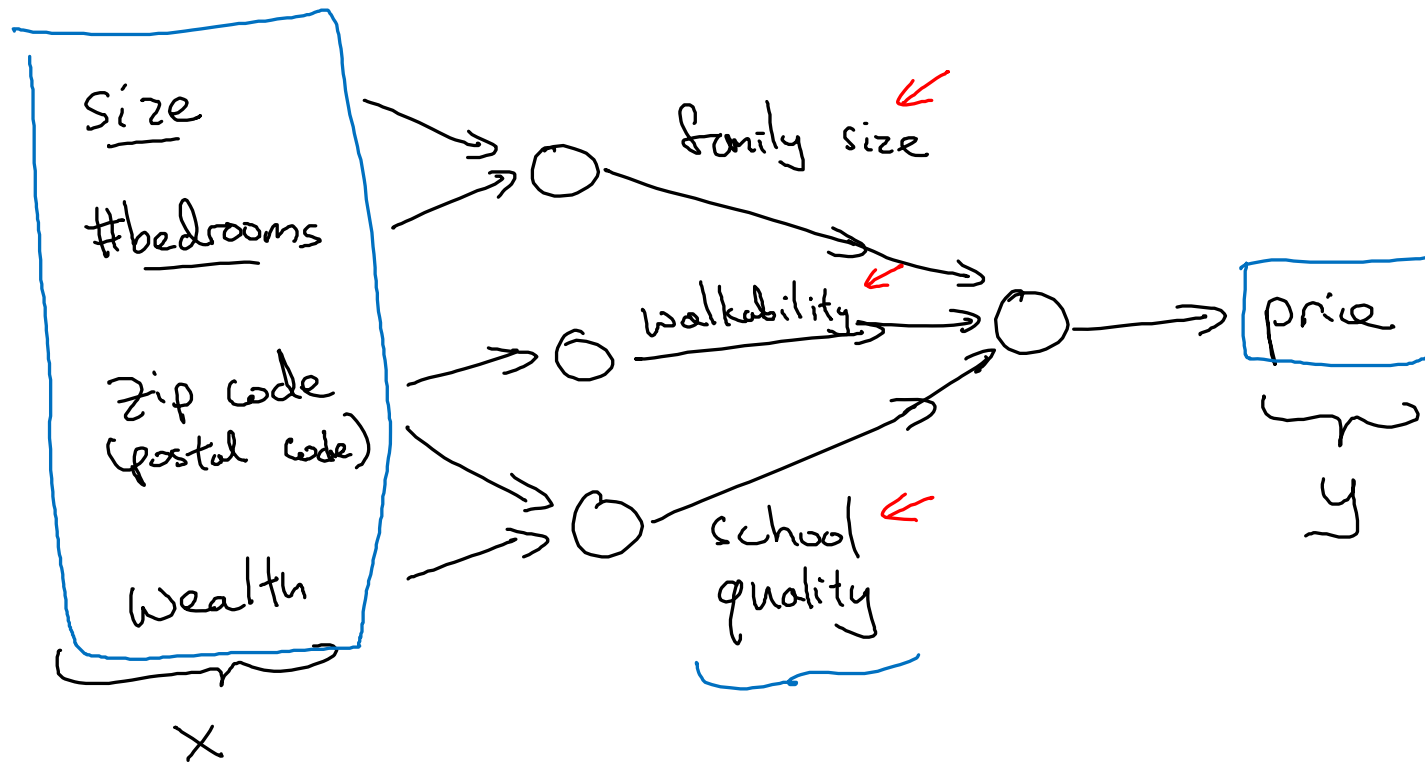 size
family size
#bedrooms
walkability
price
zip code
(postal code)
y
school
quality
wealth
x